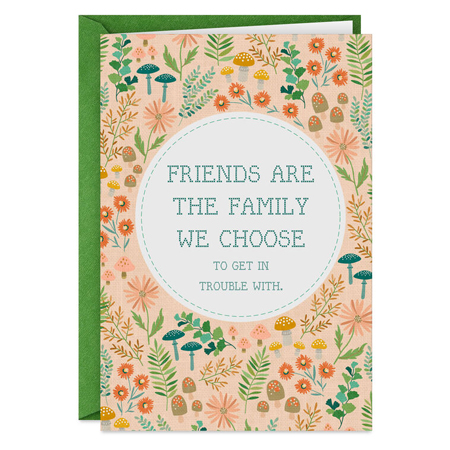 FRIENDS ARE
THE FAMILY
WE CHOOSE
TO GET IN
TROUBLE WITH.